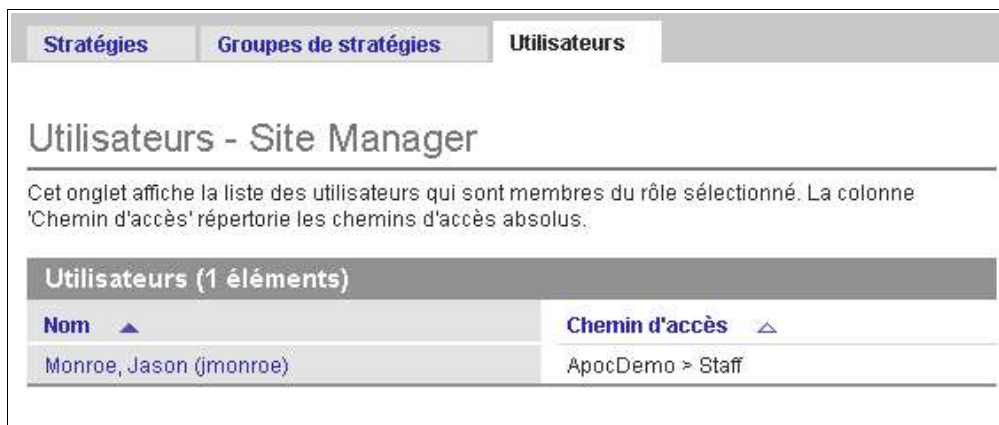 Stratégies Groupes de stratégies Utilisateurs
Utilisateurs - Site Manager
Cet onglet affiche la liste des utilisateurs qui sont membres du rôle sélectionné. La colonne
'Chemin d'accès' répertorie les chemins d'accès absolus.
Utilisateurs (1 éléments)
Nom Chemin d'accès
Monroe, Jason (jmonroe) ApocDemo > Staff